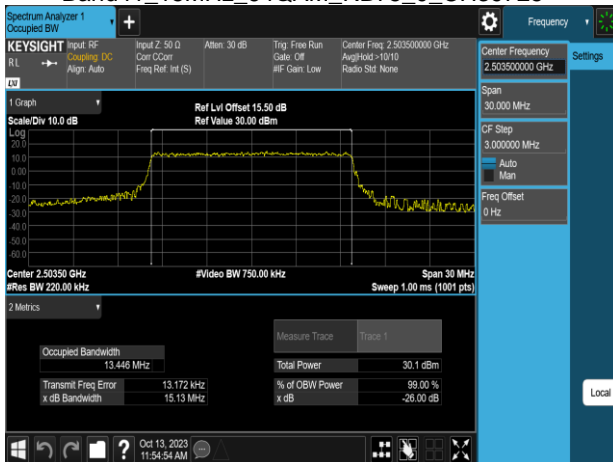 Spectrum Analyzer 1
Occupied BW
Frequency
KEYSIGHT
RL
Input: RF
Coupling: DC
Align: Auto
Input Z: 50 Ω
Corr CCorr
Freq Ref: Int (S)
Atten: 30 dB
Trig: Free Run
Gate: Off
#IF Gain: Low
Center Freq: 2.503500000 GHz
Avg|Hold:>10/10
Radio Std: None
LXI
1 Graph
Scale/Div 10.0 dB
Ref Lvl Offset 15.50 dB
Ref Value 30.00 dBm
Log
20.0
10.0
0.00
-10.0
-20.0
-30.0
-40.0
-50.0
-60.0
Center 2.50350 GHz
#Res BW 220.00 kHz
#Video BW 750.00 kHz
Span 30 MHz
Sweep 1.00 ms (1001 pts)
2 Metrics
Measure Trace
Trace 1
Occupied Bandwidth
13.446 MHz
Total Power
30.1 dBm
Transmit Freq Error
13.172 kHz
% of OBW Power
99.00 %
x dB Bandwidth
15.13 MHz
x dB
-26.00 dB
Center Frequency
2.503500000 GHz
Settings
Span
30.000 MHz
CF Step
3.000000 MHz
Auto
Man
Freq Offset
0 Hz
Local
?
Oct 13, 2023
11:54:54 AM